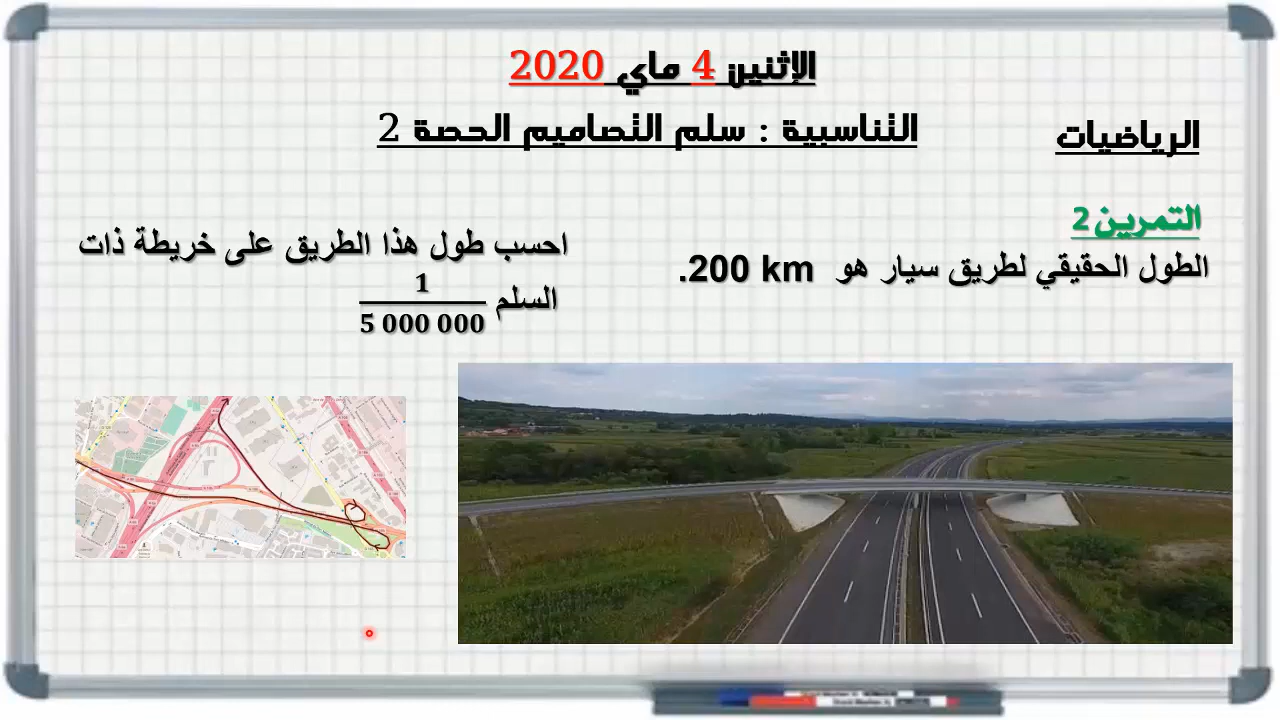 الإثنين 4 ماي 2020
الرياضيات
التناسبية : سلم التصاميم الحصة 2
التمرين 2
الطول الحقيقي لطريق سيار هو 200 km.
احسب طول هذا الطريق على خريطة ذات
السلم 1/5 000 000